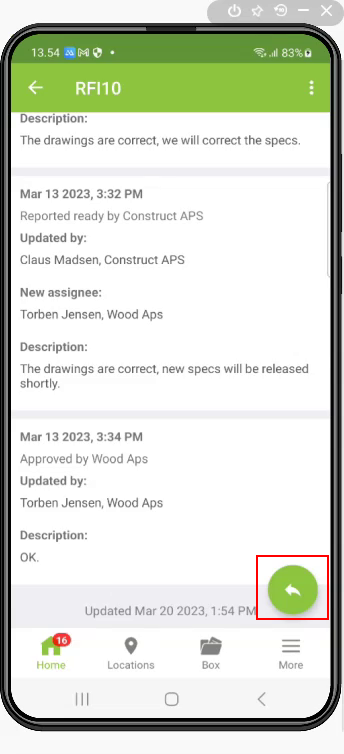 13.54
83%
RFI10
Description:
The drawings are correct, we will correct the specs.
Mar 13 2023, 3:32 PM
Reported ready by Construct APS
Updated by:
Claus Madsen, Construct APS
New assignee:
Torben Jensen, Wood Aps
Description:
The drawings are correct, new specs will be released
shortly.
Mar 13 2023, 3:34 PM
Approved by Wood Aps
Updated by:
Torben Jensen, Wood Aps
Description:
OK.
Updated Mar 20 2023, 1:54 PM
16
Home
Locations
Box
More